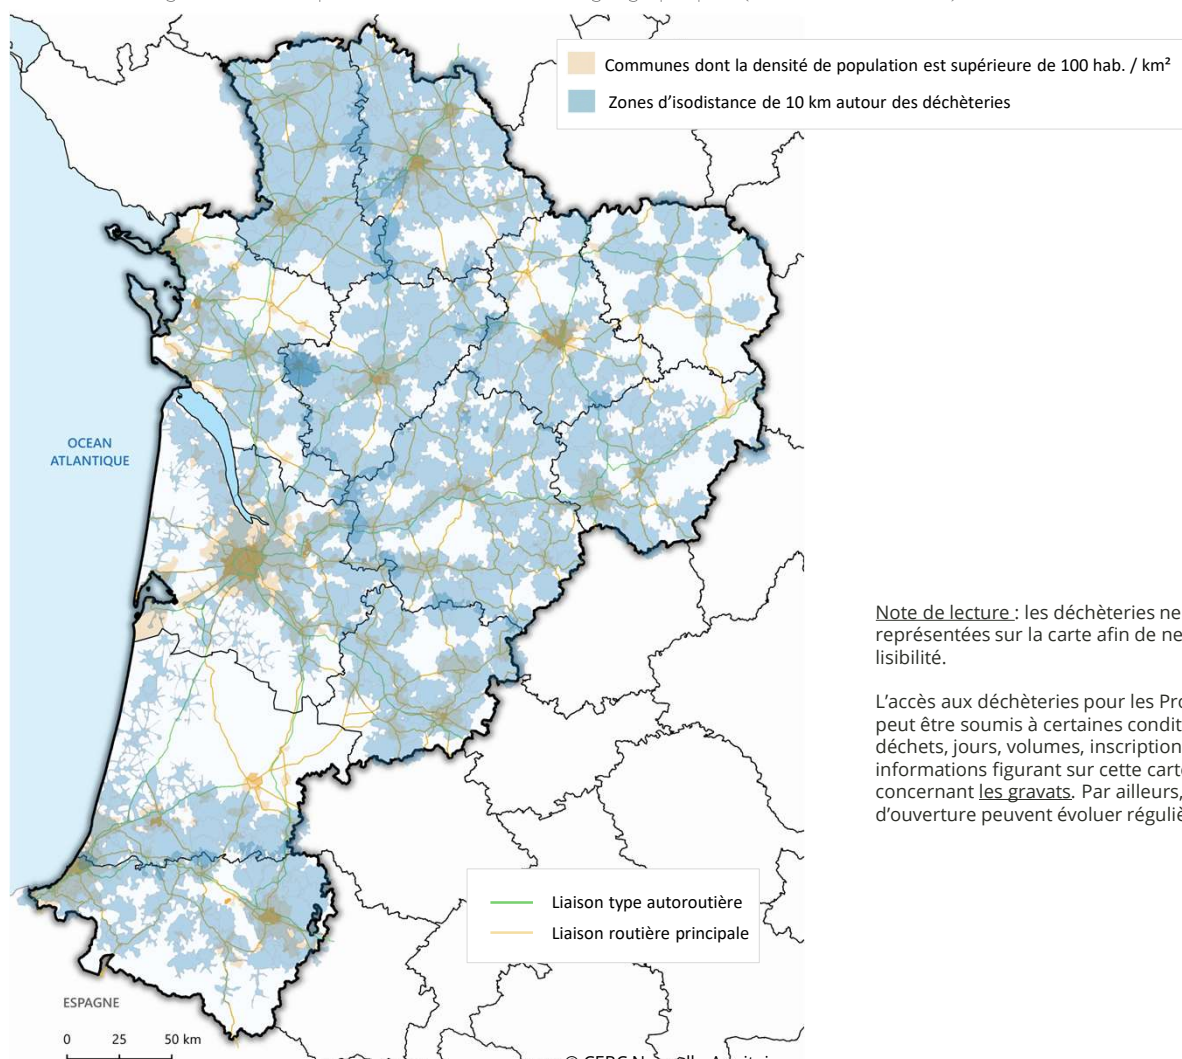 Communes dont la densité de population est supérieure de 100 hab. / km²
Zones d'isodistance de 10 km autour des déchèteries
OCEAN
ATLANTIQUE
Note de lecture : les déchèteries ne
représentées sur la carte afin de ne
lisibilité.
L'accès aux déchèteries pour les Pro
peut être soumis à certaines condit
déchets, jours, volumes, inscription
informations figurant sur cette carte
concernant les gravats. Par ailleurs,
d'ouverture peuvent évoluer réguliè
Liaison type autoroutière
Liaison routière principale
ESPAGNE
0 25 50 km